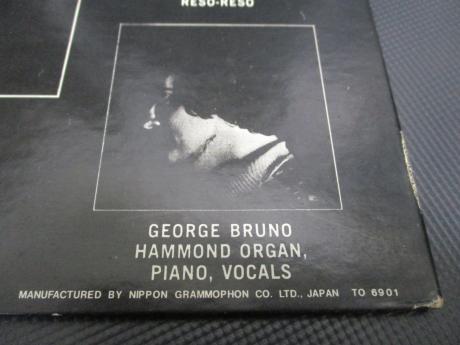 RESO-RESO
GEORGE BRUNO
HAMMOND ORGAN,
PIANO, VOCALS
MANUFACTURED BY NIPPON GRAMMOPHON CO. LTD., JAPAN TO 6901